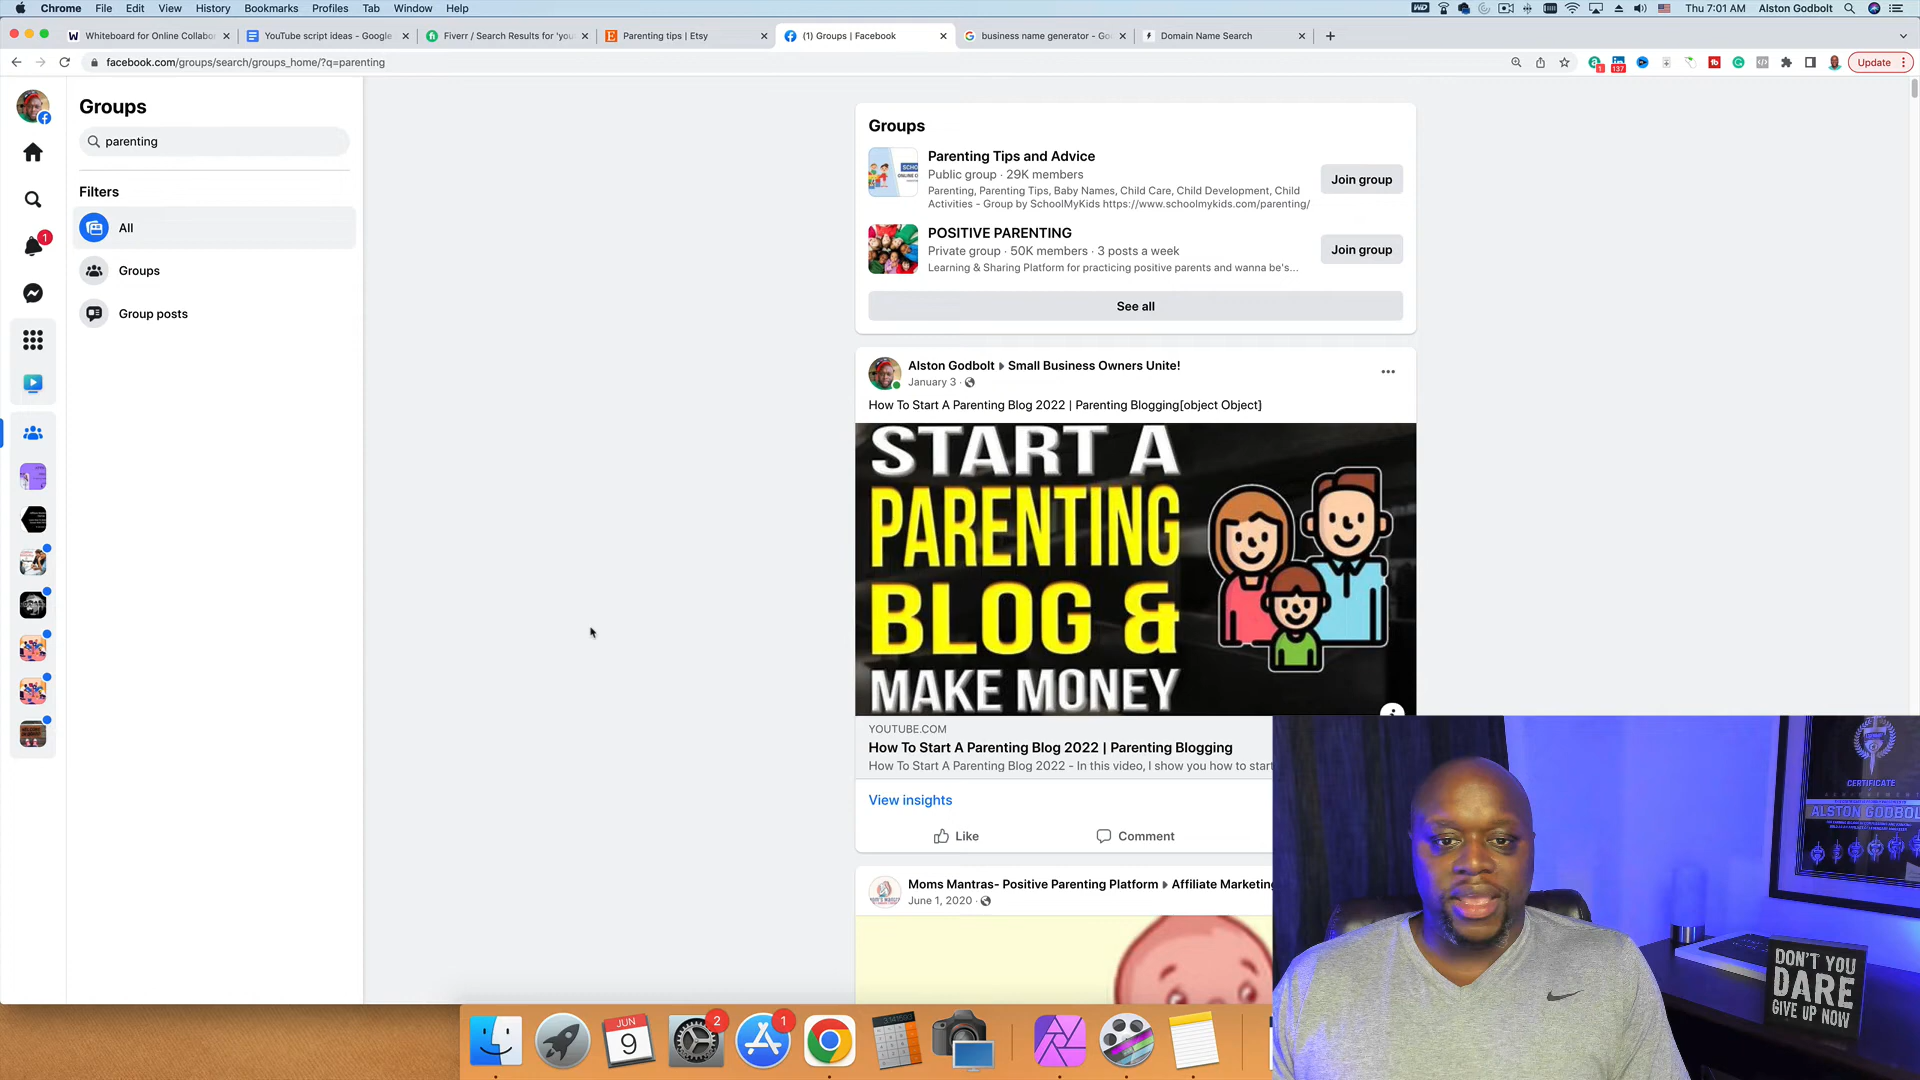 Chrome File Edit View History Bookmarks Profiles Tab Window Help Thu 7:01 AM Alston Godbolt
Whiteboard for Online Collabo Γ YouTube script ideas - Google Fiverr / Search Results for 'you Parenting tips | Etsy (1) Groups | Facebook business name generator - Go Domain Name Search
facebook.com/groups/search/groups_home/?q=parenting
1
137
Update
Groups
parenting
Filters
All
Groups
Group posts
1
Groups
Parenting Tips and Advice
Public group · 29K members
Parenting, Parenting Tips, Baby Names, Child Care, Child Development, Child
Activities - Group by SchoolMyKids https://www.schoolmykids.com/parenting/
Join group
POSITIVE PARENTING
Private group · 50K members · 3 posts a week
Learning & Sharing Platform for practicing positive parents and wanna be's...
Join group
See all
Alston Godbolt Small Business Owners Unite!
January 3 ·
How To Start A Parenting Blog 2022 | Parenting Blogging[object Object]
START A
PARENTING
BLOG &
MAKE MONEY
YOUTUBE.COM
How To Start A Parenting Blog 2022 | Parenting Blogging
How To Start A Parenting Blog 2022 - In this video, I show you how to start
View insights
Like
Comment
Moms Mantras- Positive Parenting Platform Affiliate Marketing
June 1, 2020 ·
CERTIFICATE
ALSTON GODBOL
DON'T YOU
DARE
GIVE UP NOW
JUN
9
2
1